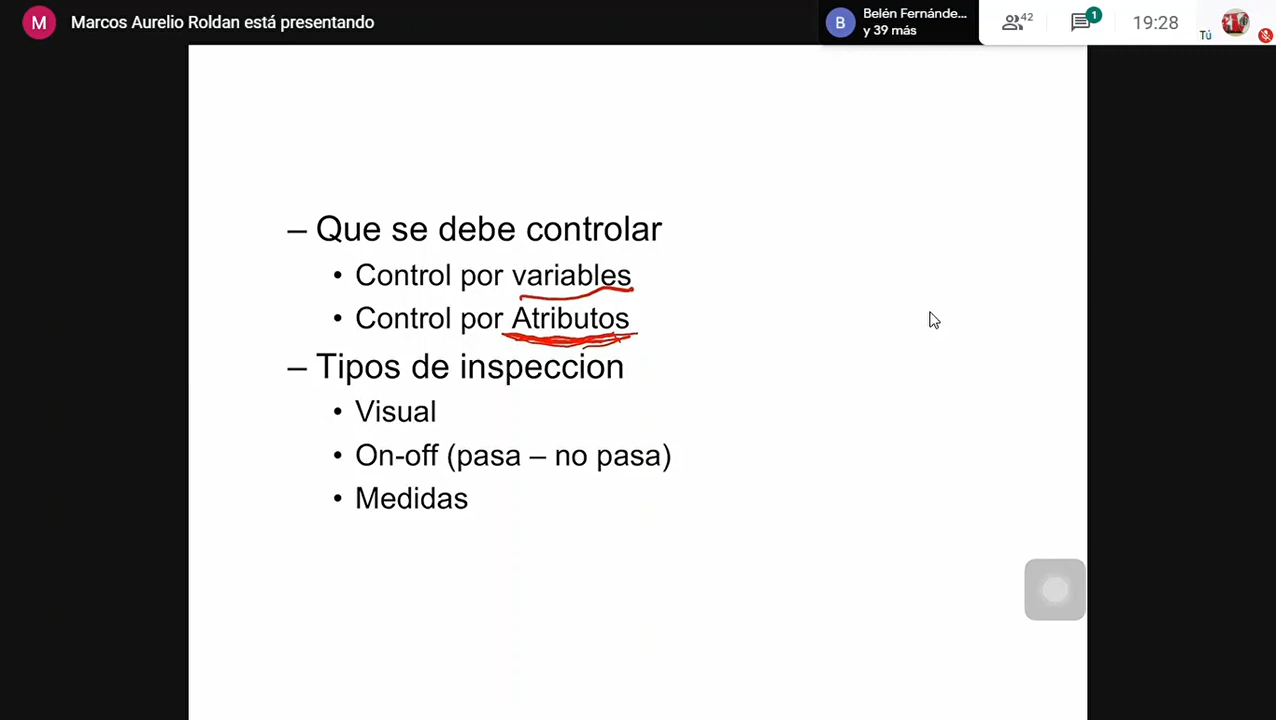 M Marcos Aurelio Roldan está presentando
B Belén Fernánde...
y 39 más
42
1
19:28
Tú
– Que se debe controlar
• Control por variables
• Control por Atributos
– Tipos de inspeccion
• Visual
• On-off (pasa – no pasa)
• Medidas